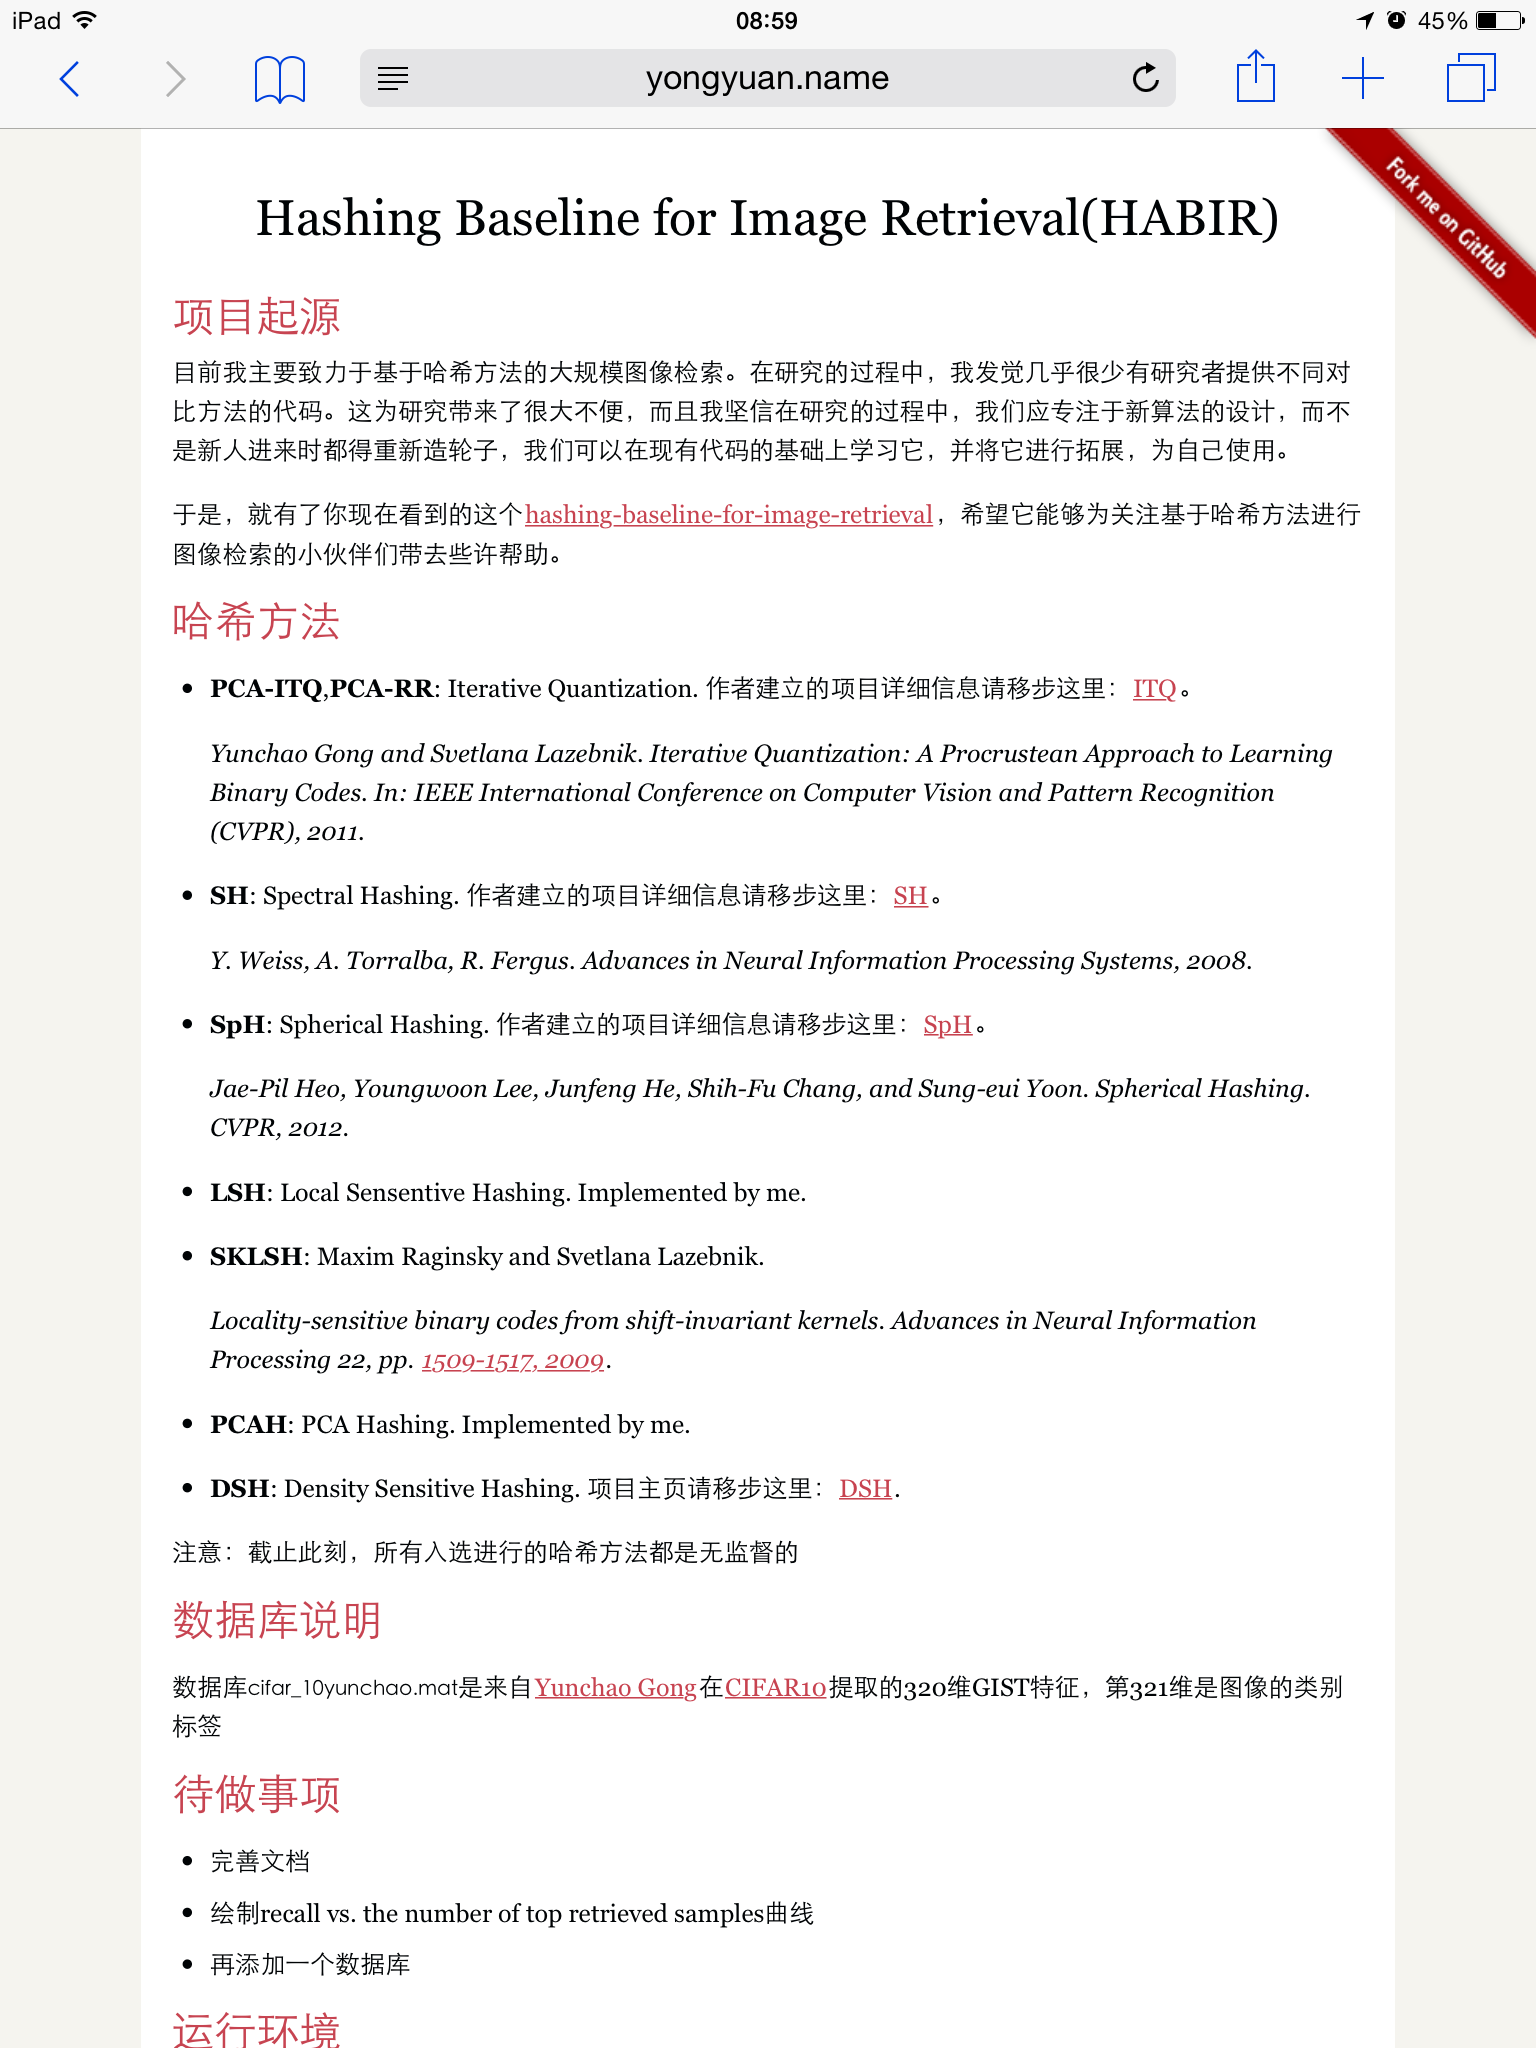 iPad 08:59 45%
yongyuan.name
Fork me on GitHub
Hashing Baseline for Image Retrieval(HABIR)
项目起源
目前我主要致力于基于哈希方法的大规模图像检索。在研究的过程中，我发觉几乎很少有研究者提供不同对
比方法的代码。这为研究带来了很大不便，而且我坚信在研究的过程中，我们应专注于新算法的设计，而不
是新人进来时都得重新造轮子，我们可以在现有代码的基础上学习它，并将它进行拓展，为自己使用。
于是，就有了你现在看到的这个hashing-baseline-for-image-retrieval，希望它能够为关注基于哈希方法进行
图像检索的小伙伴们带去些许帮助。
哈希方法
• PCA-ITQ,PCA-RR: Iterative Quantization. 作者建立的项目详细信息请移步这里：ITQ。
Yunchao Gong and Svetlana Lazebnik. Iterative Quantization: A Procrustean Approach to Learning
Binary Codes. In: IEEE International Conference on Computer Vision and Pattern Recognition
(CVPR), 2011.
• SH: Spectral Hashing. 作者建立的项目详细信息请移步这里：SH。
Y. Weiss, A. Torralba, R. Fergus. Advances in Neural Information Processing Systems, 2008.
• SpH: Spherical Hashing. 作者建立的项目详细信息请移步这里：SpH。
Jae-Pil Heo, Youngwoon Lee, Junfeng He, Shih-Fu Chang, and Sung-eui Yoon. Spherical Hashing.
CVPR, 2012.
• LSH: Local Sensentive Hashing. Implemented by me.
• SKLSH: Maxim Raginsky and Svetlana Lazebnik.
Locality-sensitive binary codes from shift-invariant kernels. Advances in Neural Information
Processing 22, pp. 1509-1517, 2009.
• PCAH: PCA Hashing. Implemented by me.
• DSH: Density Sensitive Hashing. 项目主页请移步这里：DSH.
注意：截止此刻，所有入选进行的哈希方法都是无监督的
数据库说明
数据库cifar_10yunchao.mat是来自Yunchao Gong在CIFAR10提取的320维GIST特征，第321维是图像的类别
标签
待做事项
• 完善文档
• 绘制recall vs. the number of top retrieved samples曲线
• 再添加一个数据库
运行环境